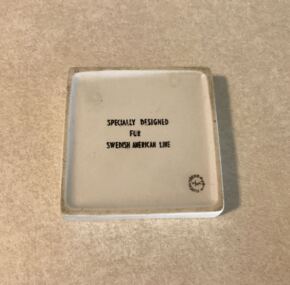 SPECIALLY DESIGNED
FOR
SWEDISH AMERICAN LINE